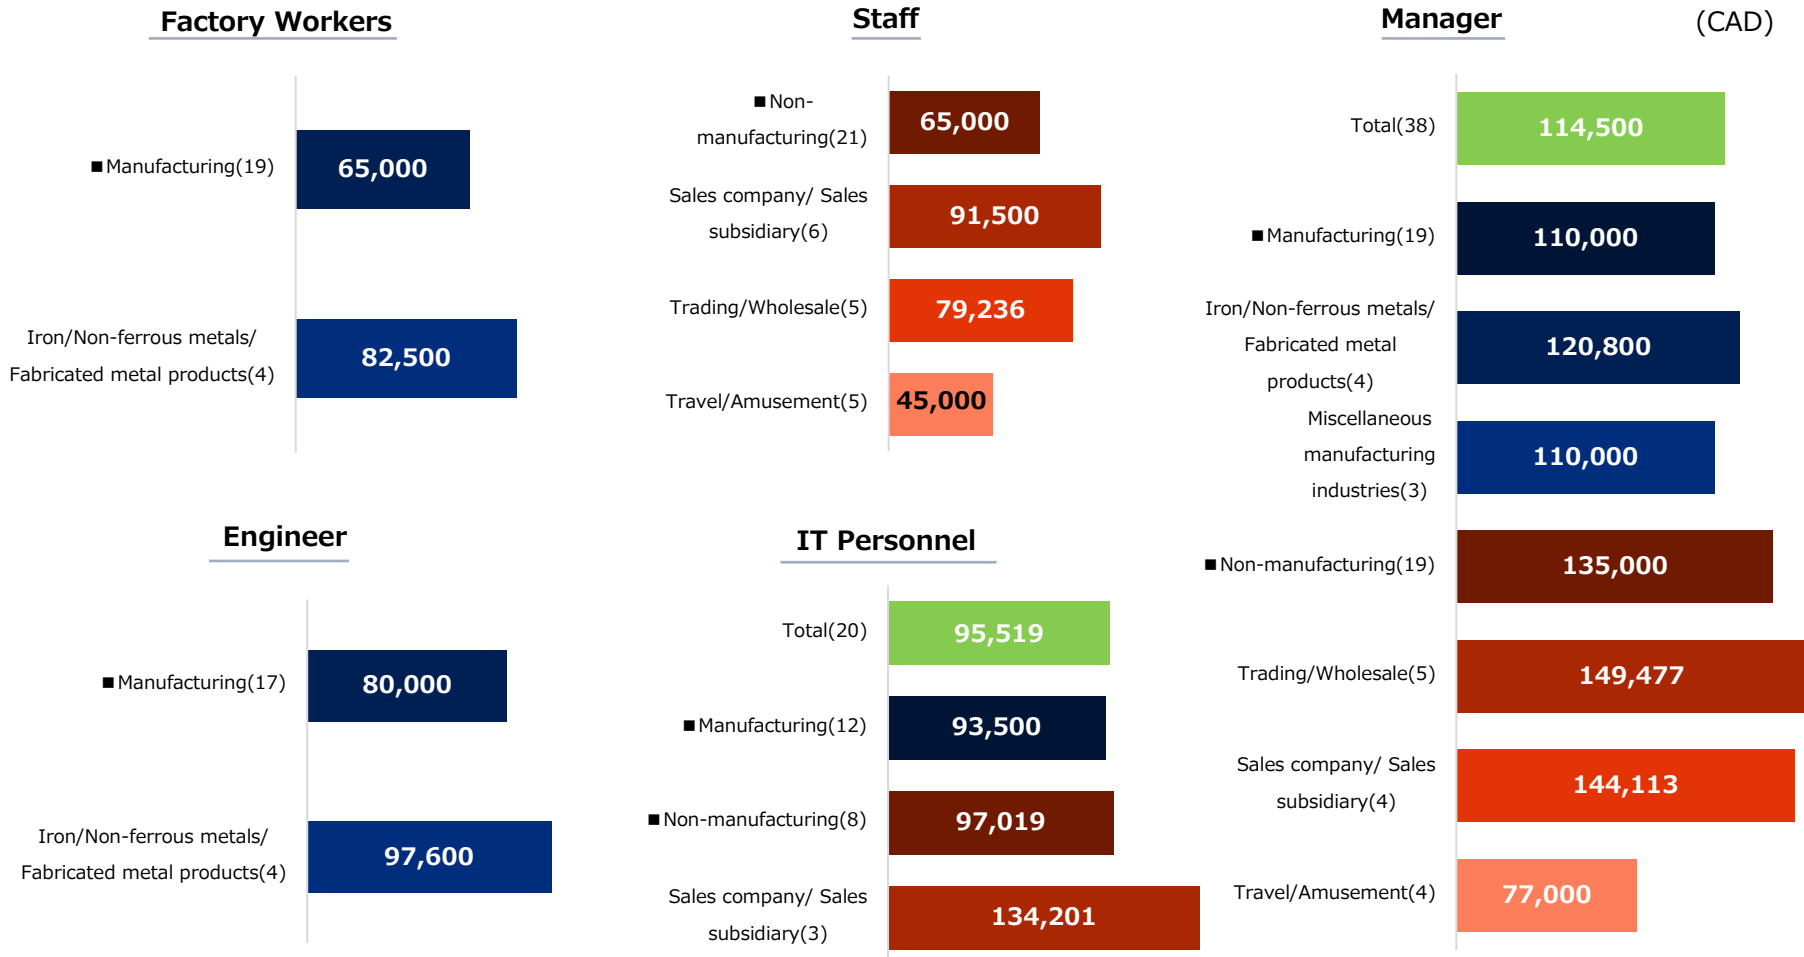 Factory Workers
■Manufacturing(19)
65,000
Iron/Non-ferrous metals/
Fabricated metal products(4)
82,500
Staff
■Non-
manufacturing(21)
65,000
Sales company/ Sales
subsidiary(6)
91,500
Trading/Wholesale(5)
79,236
Travel/Amusement(5)
45,000
Manager
(CAD)
Total(38)
114,500
■Manufacturing(19)
110,000
Iron/Non-ferrous metals/
Fabricated metal
products(4)
120,800
Miscellaneous
manufacturing
industries(3)
110,000
■Non-manufacturing(19)
135,000
Trading/Wholesale(5)
149,477
Sales company/ Sales
subsidiary(4)
144,113
Travel/Amusement(4)
77,000
Engineer
■Manufacturing(17)
80,000
Iron/Non-ferrous metals/
Fabricated metal products(4)
97,600
IT Personnel
Total(20)
95,519
■Manufacturing(12)
93,500
■Non-manufacturing(8)
97,019
Sales company/ Sales
subsidiary(3)
134,201